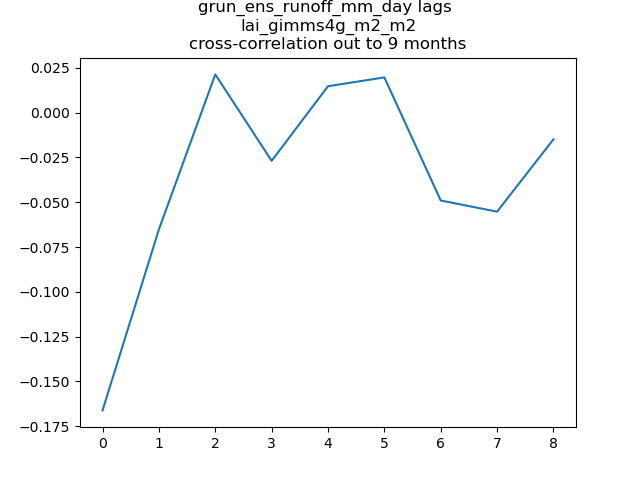 grun_ens_runoff_mm_day lags
lai_gimms4g_m2_m2
cross-correlation out to 9 months
0.025
0.000
−0.025
−0.050
−0.075
−0.100
−0.125
−0.150
−0.175
0 1 2 3 4 5 6 7 8